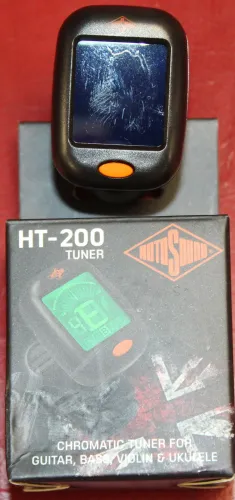 HT-200
TUNER
ROTOSOUND
CHROMATIC TUNER FOR
GUITAR, BASS, VIOLIN & UKULELE